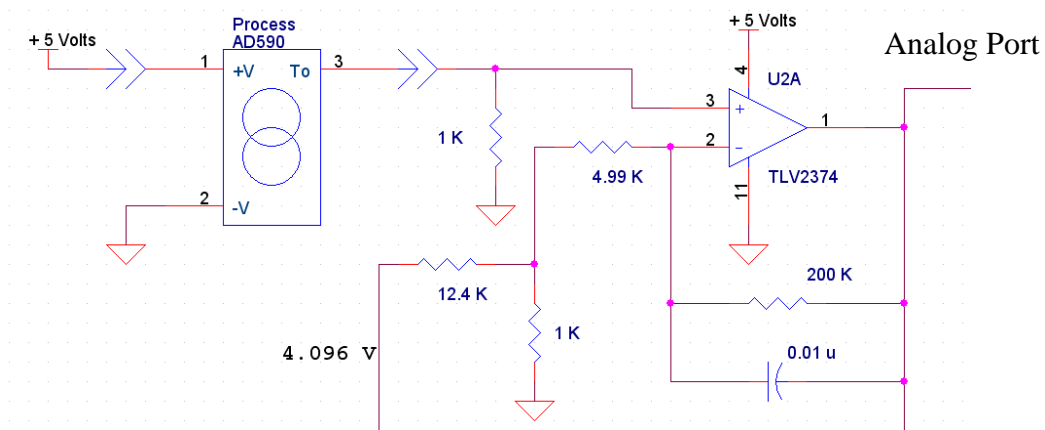 Process
AD590
+ 5 Volts
+ 5 Volts
Analog Port
1
+V
To
3
4
U2A
3
+
1
1 K
2
-
4.99 K
TLV2374
11
2
-V
12.4 K
200 K
1 K
4.096 V
0.01 u